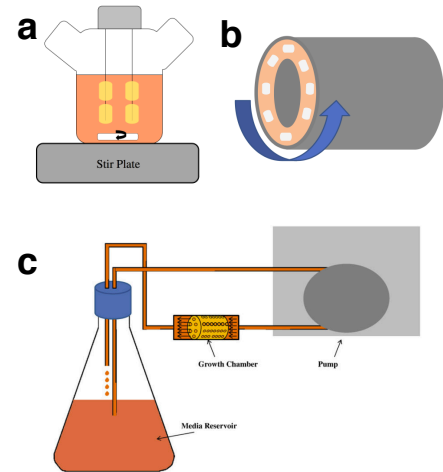 a
b
Stir Plate
c
Growth Chamber
Pump
Media Reservoir